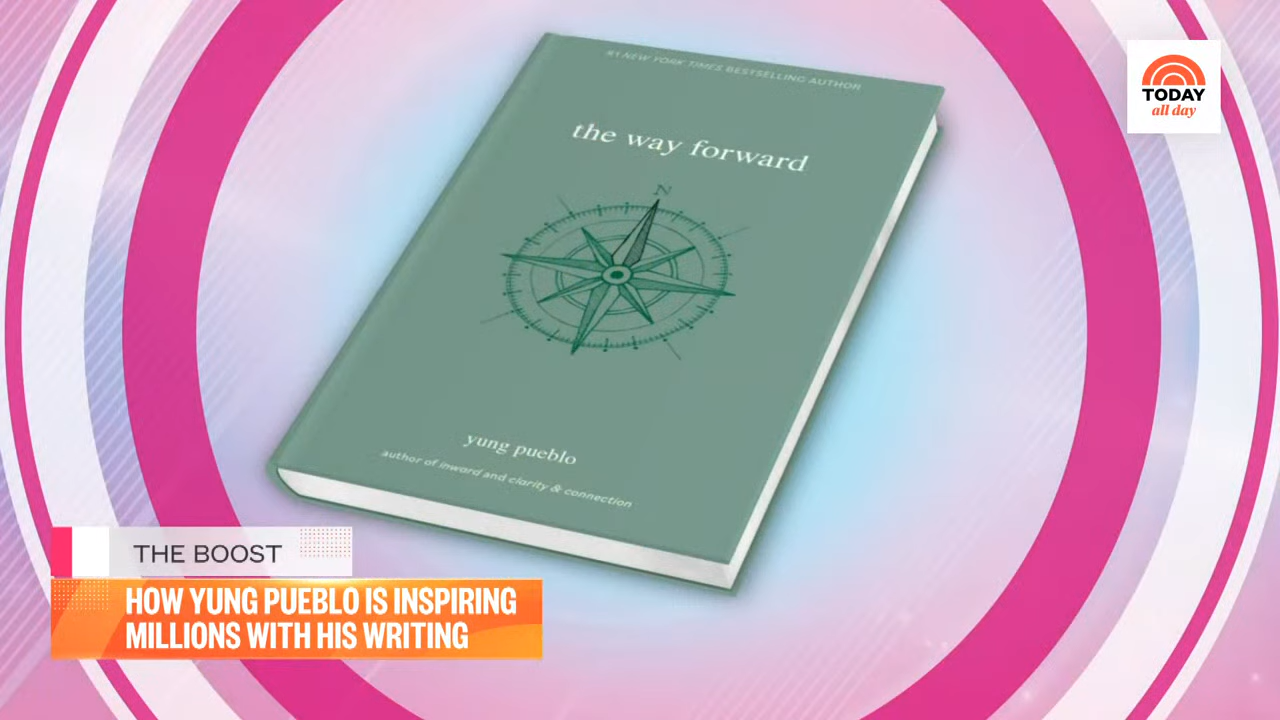 #1 NEW YORK TIMES BESTSELLING AUTHOR
TODAY
all day
the way forward
N
yung pueblo
author of inward and clarity & connection
THE BOOST
HOW YUNG PUEBLO IS INSPIRING
MILLIONS WITH HIS WRITING